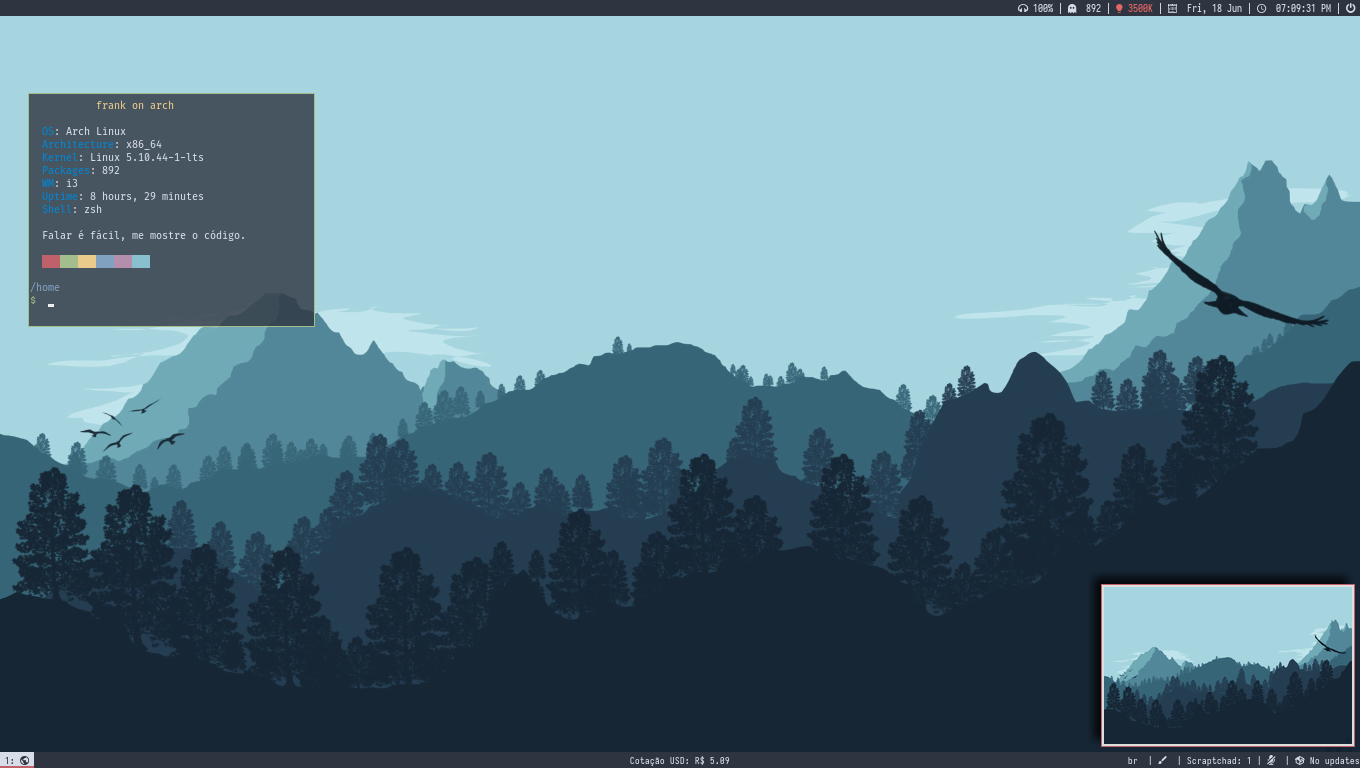 100% | 892 | 3500K | Fri, 18 Jun | 07:09:31 PM |
frank on arch
OS: Arch Linux
Architecture: x86_64
Kernel: Linux 5.10.44-1-lts
Packages: 892
WM: i3
Uptime: 8 hours, 29 minutes
Shell: zsh
Falar é fácil, me mostre o código.
/home
$
1:
Cotação USD: R$ 5.09
br | | Scraptchad: 1 | | No updates